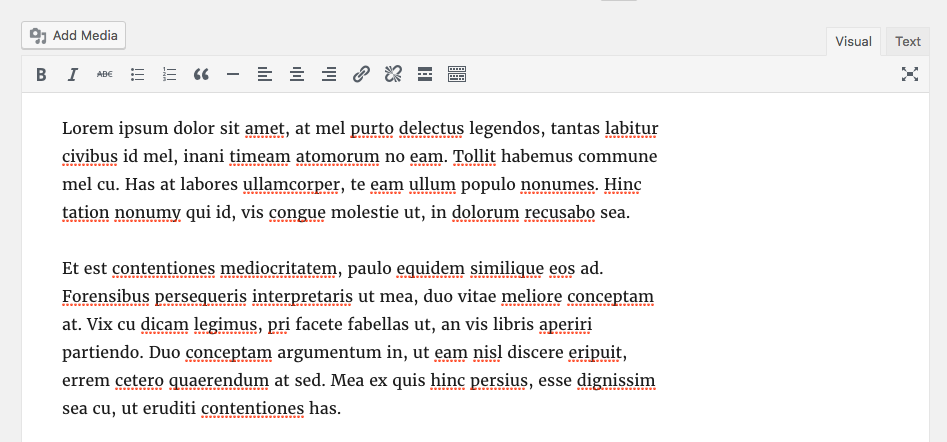 Add Media
Visual Text
B I ABC
Lorem ipsum dolor sit amet, at mel purto delectus legendos, tantas labitur
civibus id mel, inani timeam atomorum no eam. Tollit habemus commune
mel cu. Has at labores ullamcorper, te eam ullum populo nonumes. Hinc
tation nonumy qui id, vis congue molestie ut, in dolorum recusabo sea.
Et est contentiones mediocritatem, paulo equidem similique eos ad.
Forensibus persequeris interpretaris ut mea, duo vitae meliore conceptam
at. Vix cu dicam legimus, pri facete fabellas ut, an vis libris aperiri
partiendo. Duo conceptam argumentum in, ut eam nisl discere eripuit,
errem cetero quaerendum at sed. Mea ex quis hinc persius, esse dignissim
sea cu, ut eruditi contentiones has.